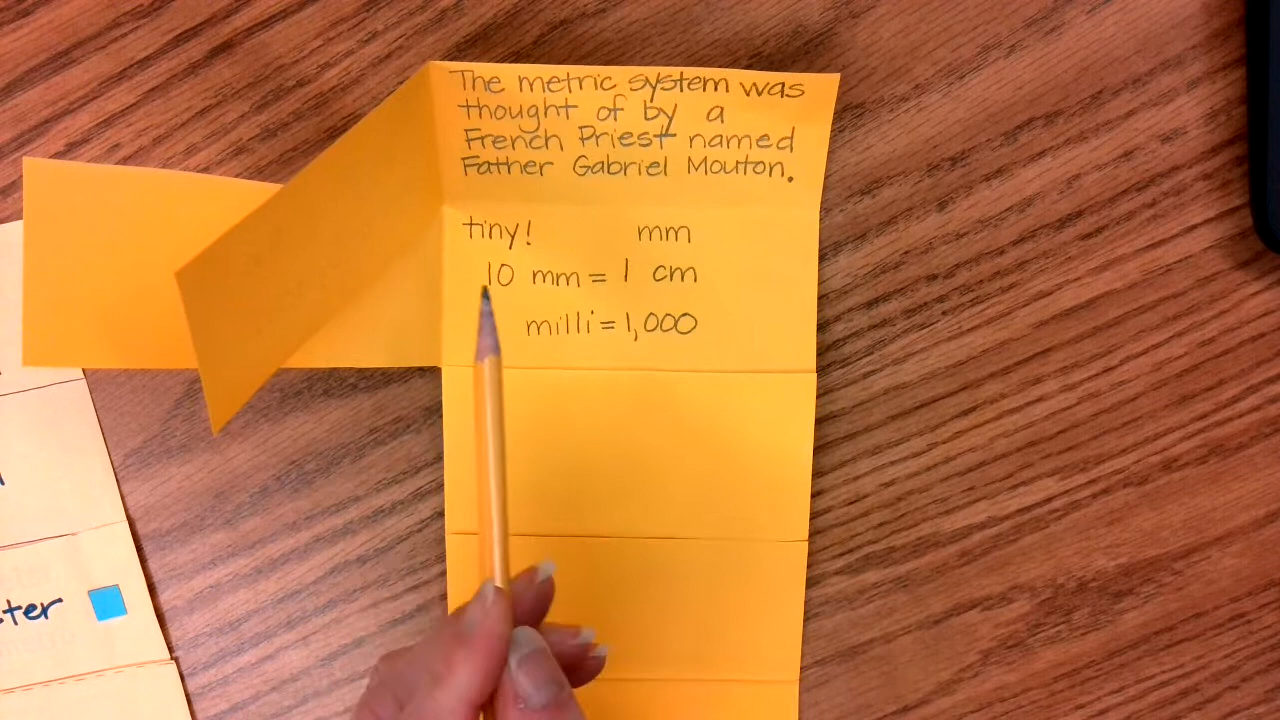 The metric system was
thought of by a
French Priest named
Father Gabriel Mouton.
tiny! mm
10 mm = 1 cm
milli = 1,000